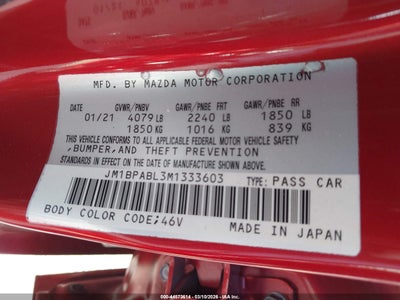 MFD. BY MAZDA MOTOR CORPORATION
01/21 GVWR/PNBV GAWR/PNBE FRT GAWR/PNBE RR
4079 LB 2240 LB 1850 LB
1850 KG 1016 KG 839 KG
THIS VEHICLE CONFORMS TO ALL APPLICABLE FEDERAL MOTOR VEHICLE SAFETY
,BUMPER, AND THEFT PREVENTION
STANDARDS IN EFFECT ON THE DATE OF MANUFACTURE SHOWN ABOVE.
JM1BPABL3M1333603 TYPE: PASS CAR
BODY COLOR CODE;46V MADE IN JAPAN